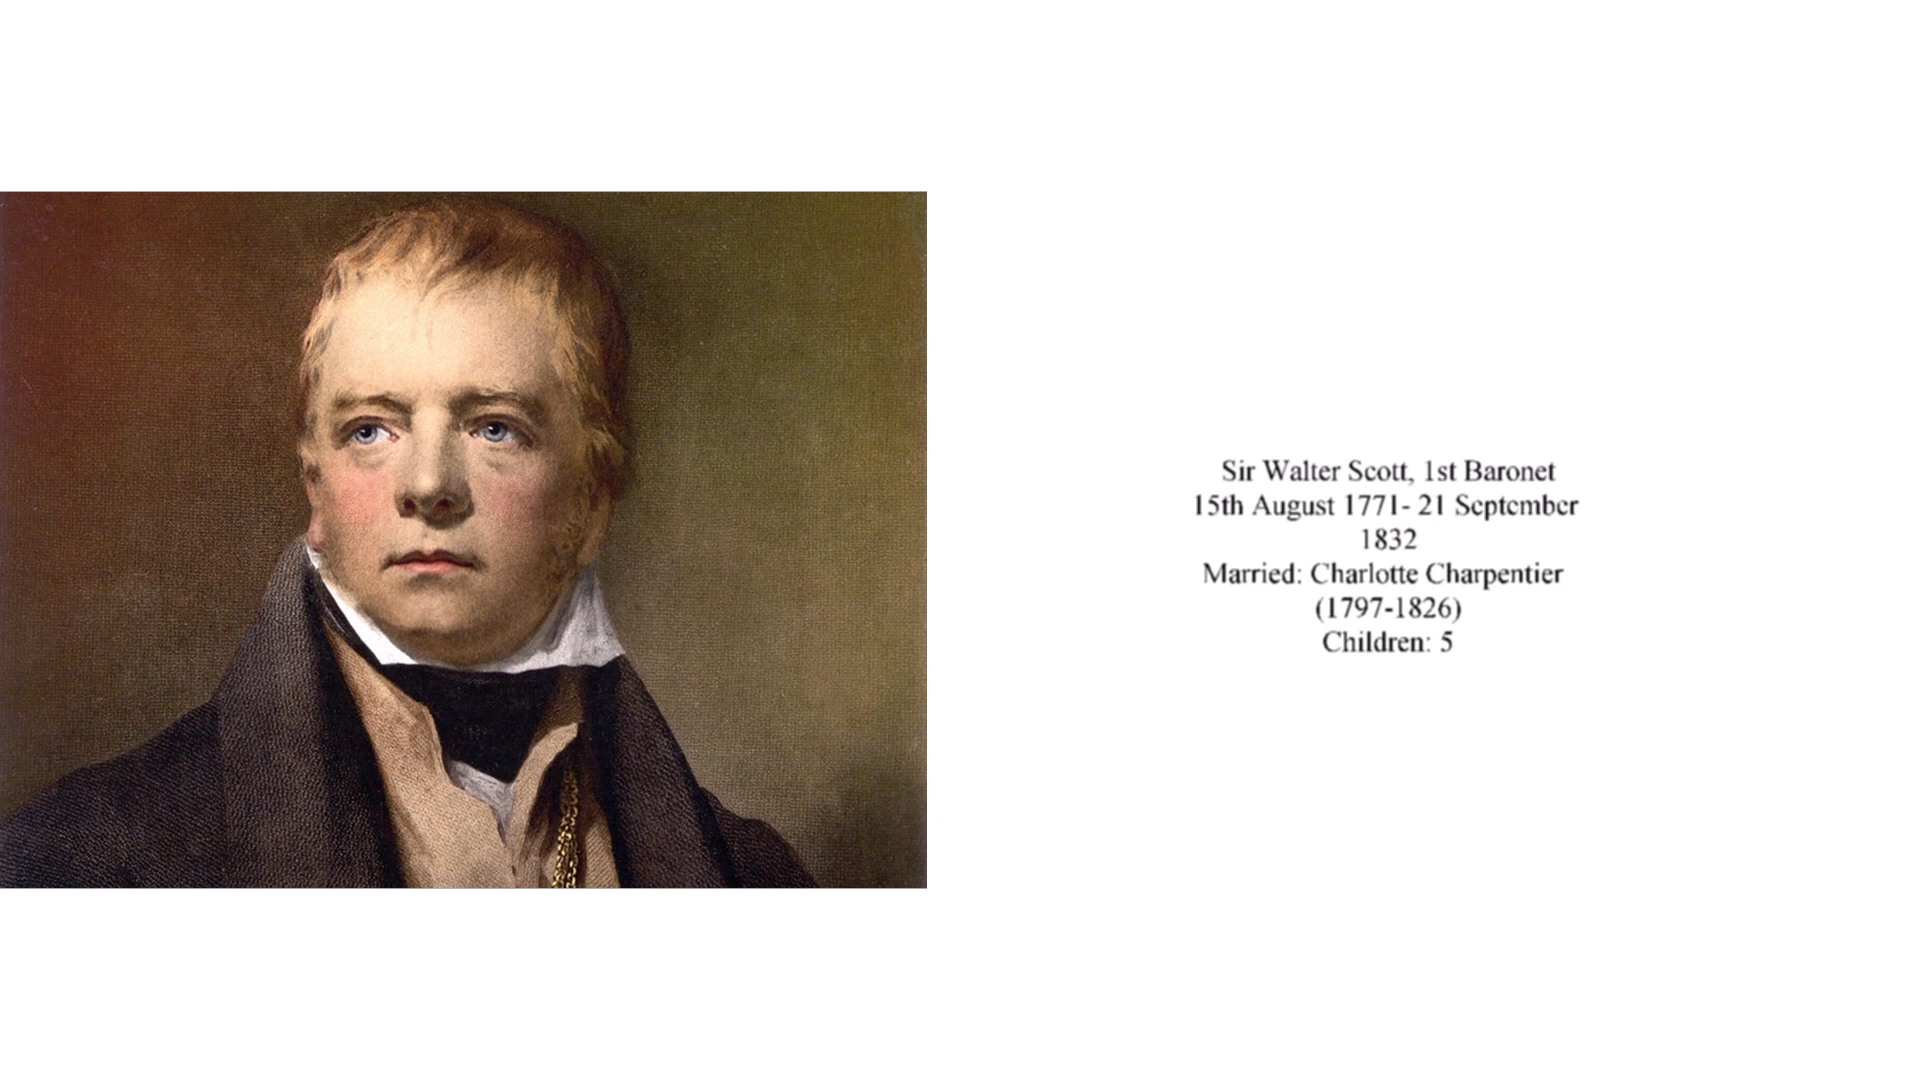 Sir Walter Scott, 1st Baronet
15th August 1771- 21 September
1832
Married: Charlotte Charpentier
(1797-1826)
Children: 5